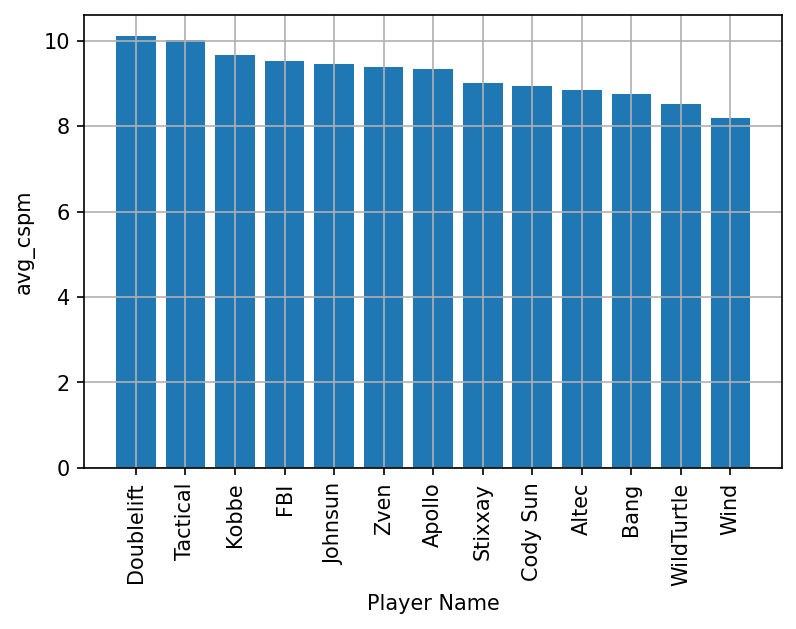 10
8
6
4
2
0
avg_cspm
Doublelift
Tactical
Kobbe
FBI
Johnsun
Zven
Apollo
Stixxay
Cody Sun
Altec
Bang
WildTurtle
Wind
Player Name